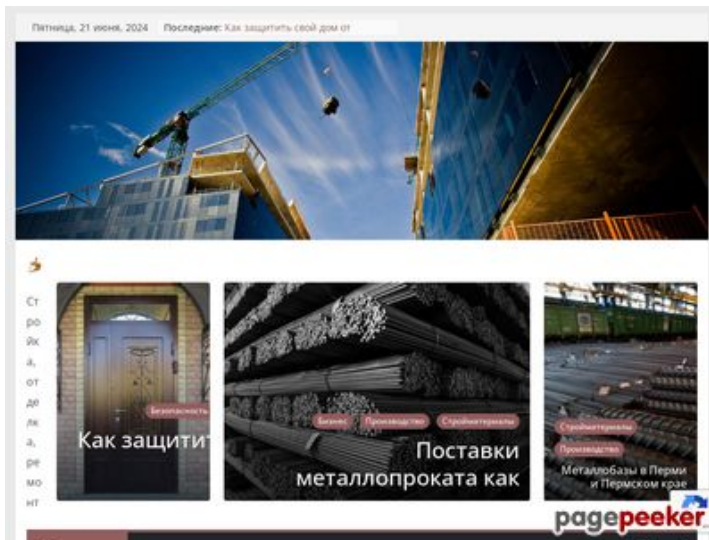 Пятница, 21 июня, 2024 Последние: Как защитить свой дом от
Ст
ро
йк
а,
от
де
лк
а,
ре
мо
нт
Безопасность
Как защитит
Бизнес Производство Стройматериалы
Поставки
металлопроката как
Стройматериалы
Производство
Металлобазы в Перми
и Пермском крае
pagepeeker